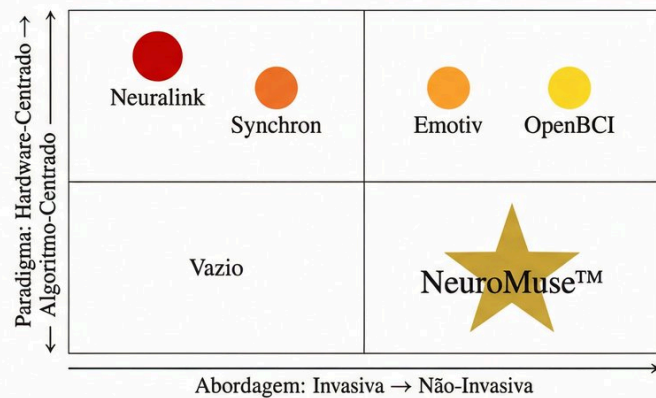 Paradigma: Hardware-Centrado →
Algoritmo-Centrado
Neuralink
Synchron
Emotiv
OpenBCI
Vazio
NeuroMuse™
Abordagem: Invasiva → Não-Invasiva